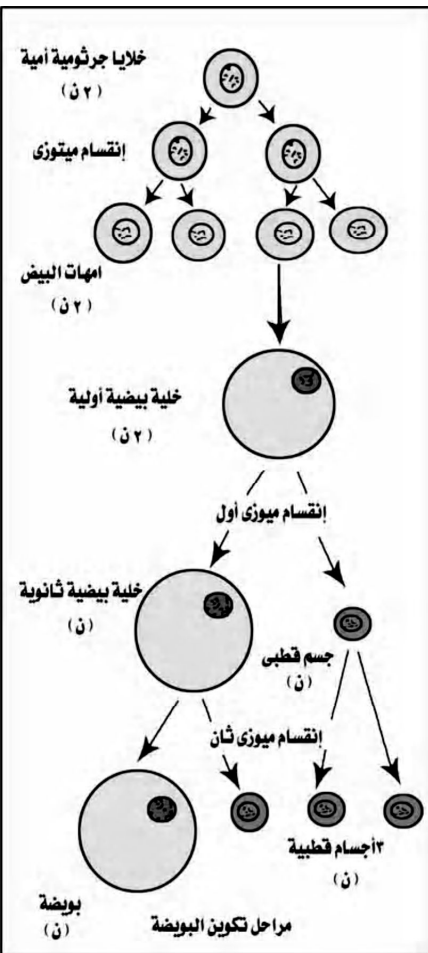 خلايا جرثومية أمية
(٢ ن)
إنقسام ميتوزى
امهات البيض
(٢ ن)
خلية بيضية أولية
(٢ ن)
إنقسام ميوزى أول
خلية بيضية ثانوية
(ن)
جسم قطبى
(ن)
إنقسام ميوزى ثان
٣أجسام قطبية
(ن)
بويضة
(ن)
مراحل تكوين البويضة